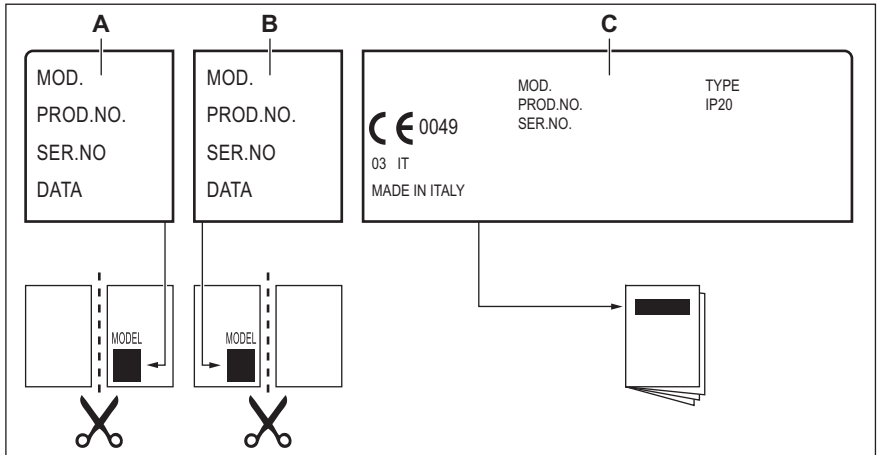 A
B
C
MOD.
PROD.NO.
SER.NO
DATA
MOD.
PROD.NO.
SER.NO
DATA
MOD.
PROD.NO.
SER.NO.
TYPE
IP20
CE 0049
03 IT
MADE IN ITALY
MODEL
MODEL